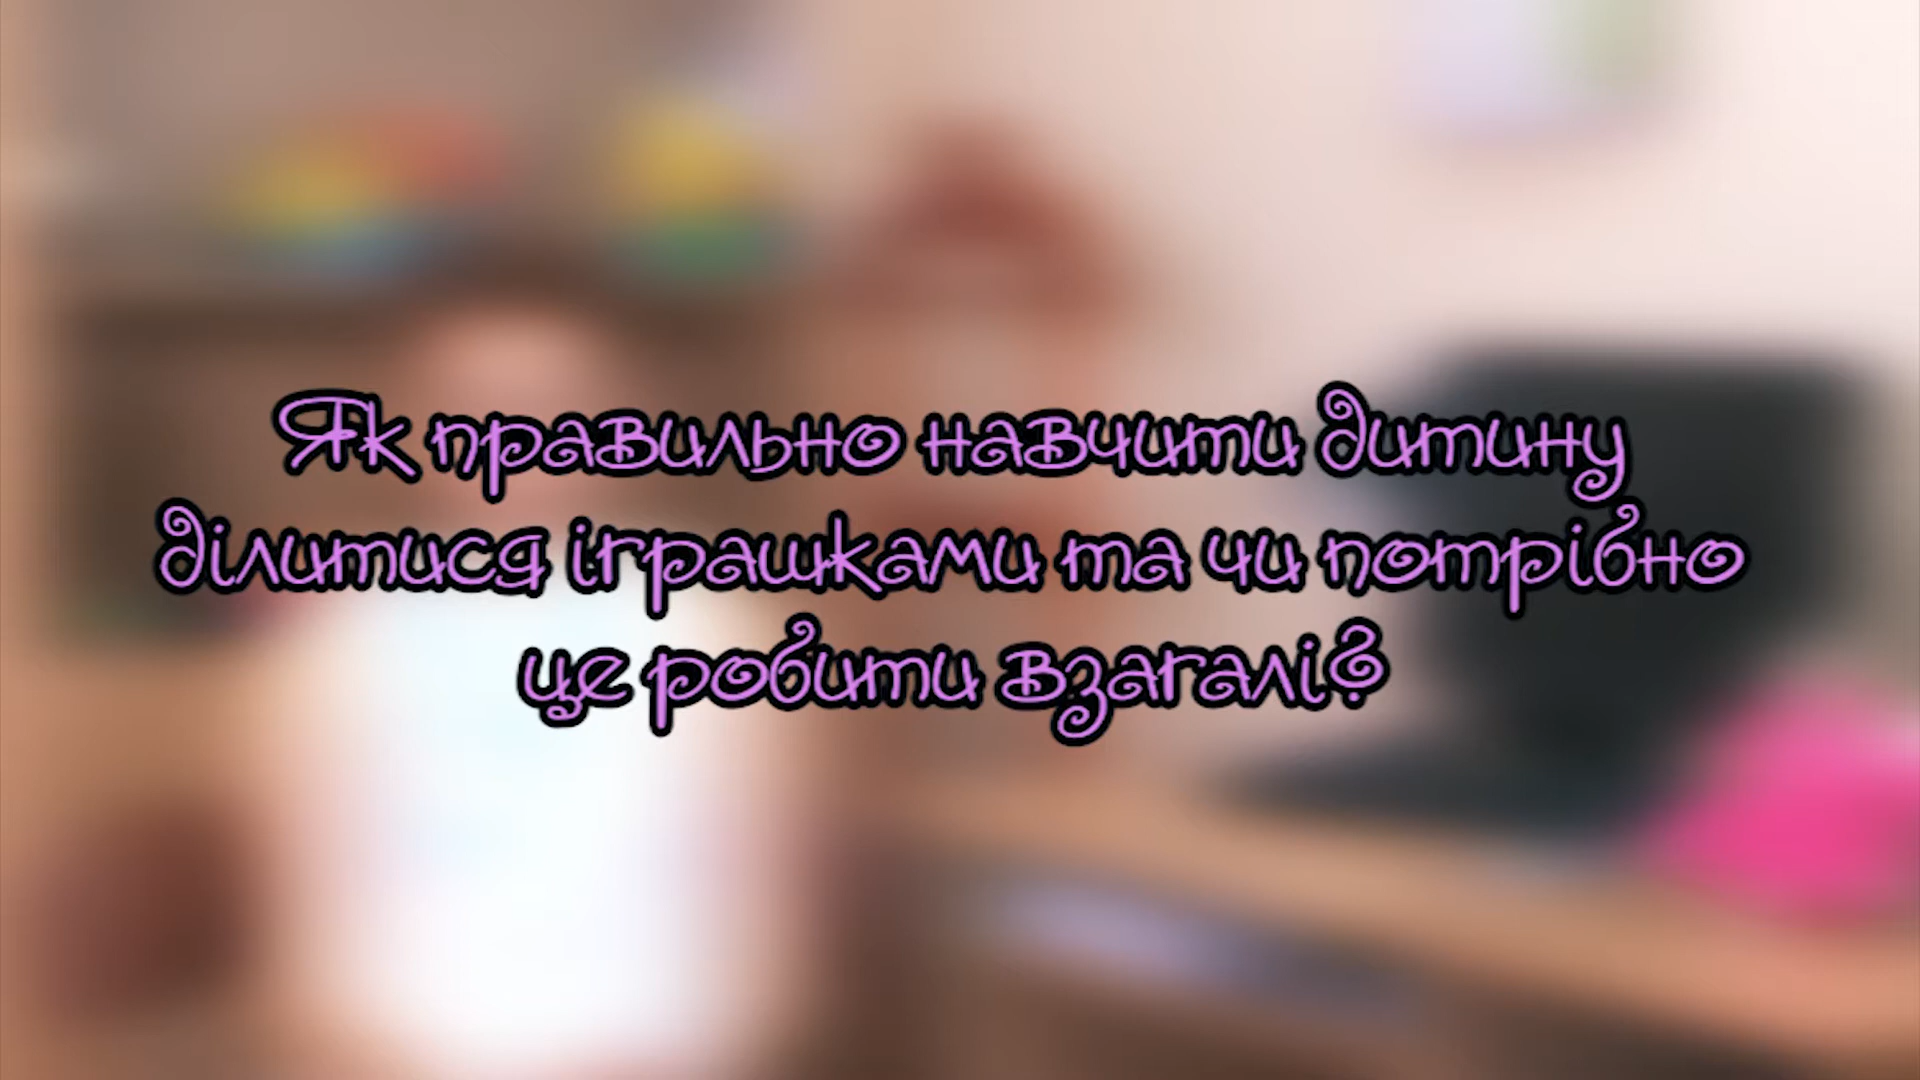 Як правильно навчити дитину
ділитися іграшками та чи потрібно
це робити взагалі?